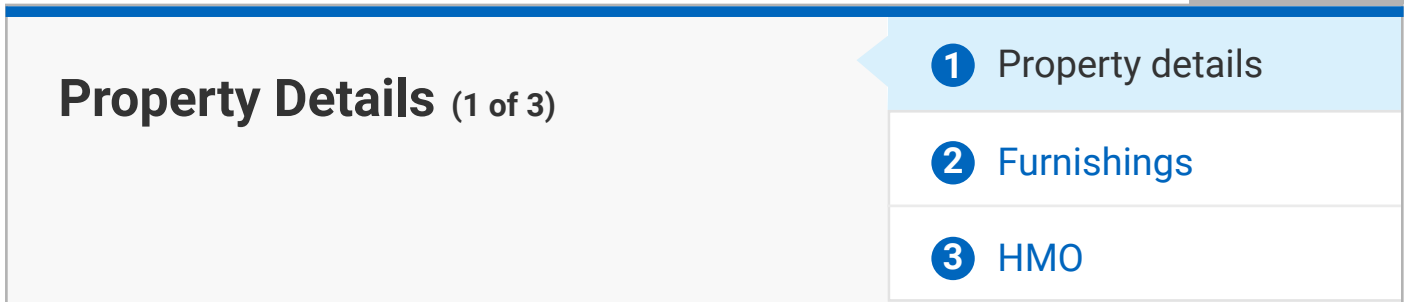 Property Details (1 of 3)
1 Property details
2 Furnishings
3 HMO